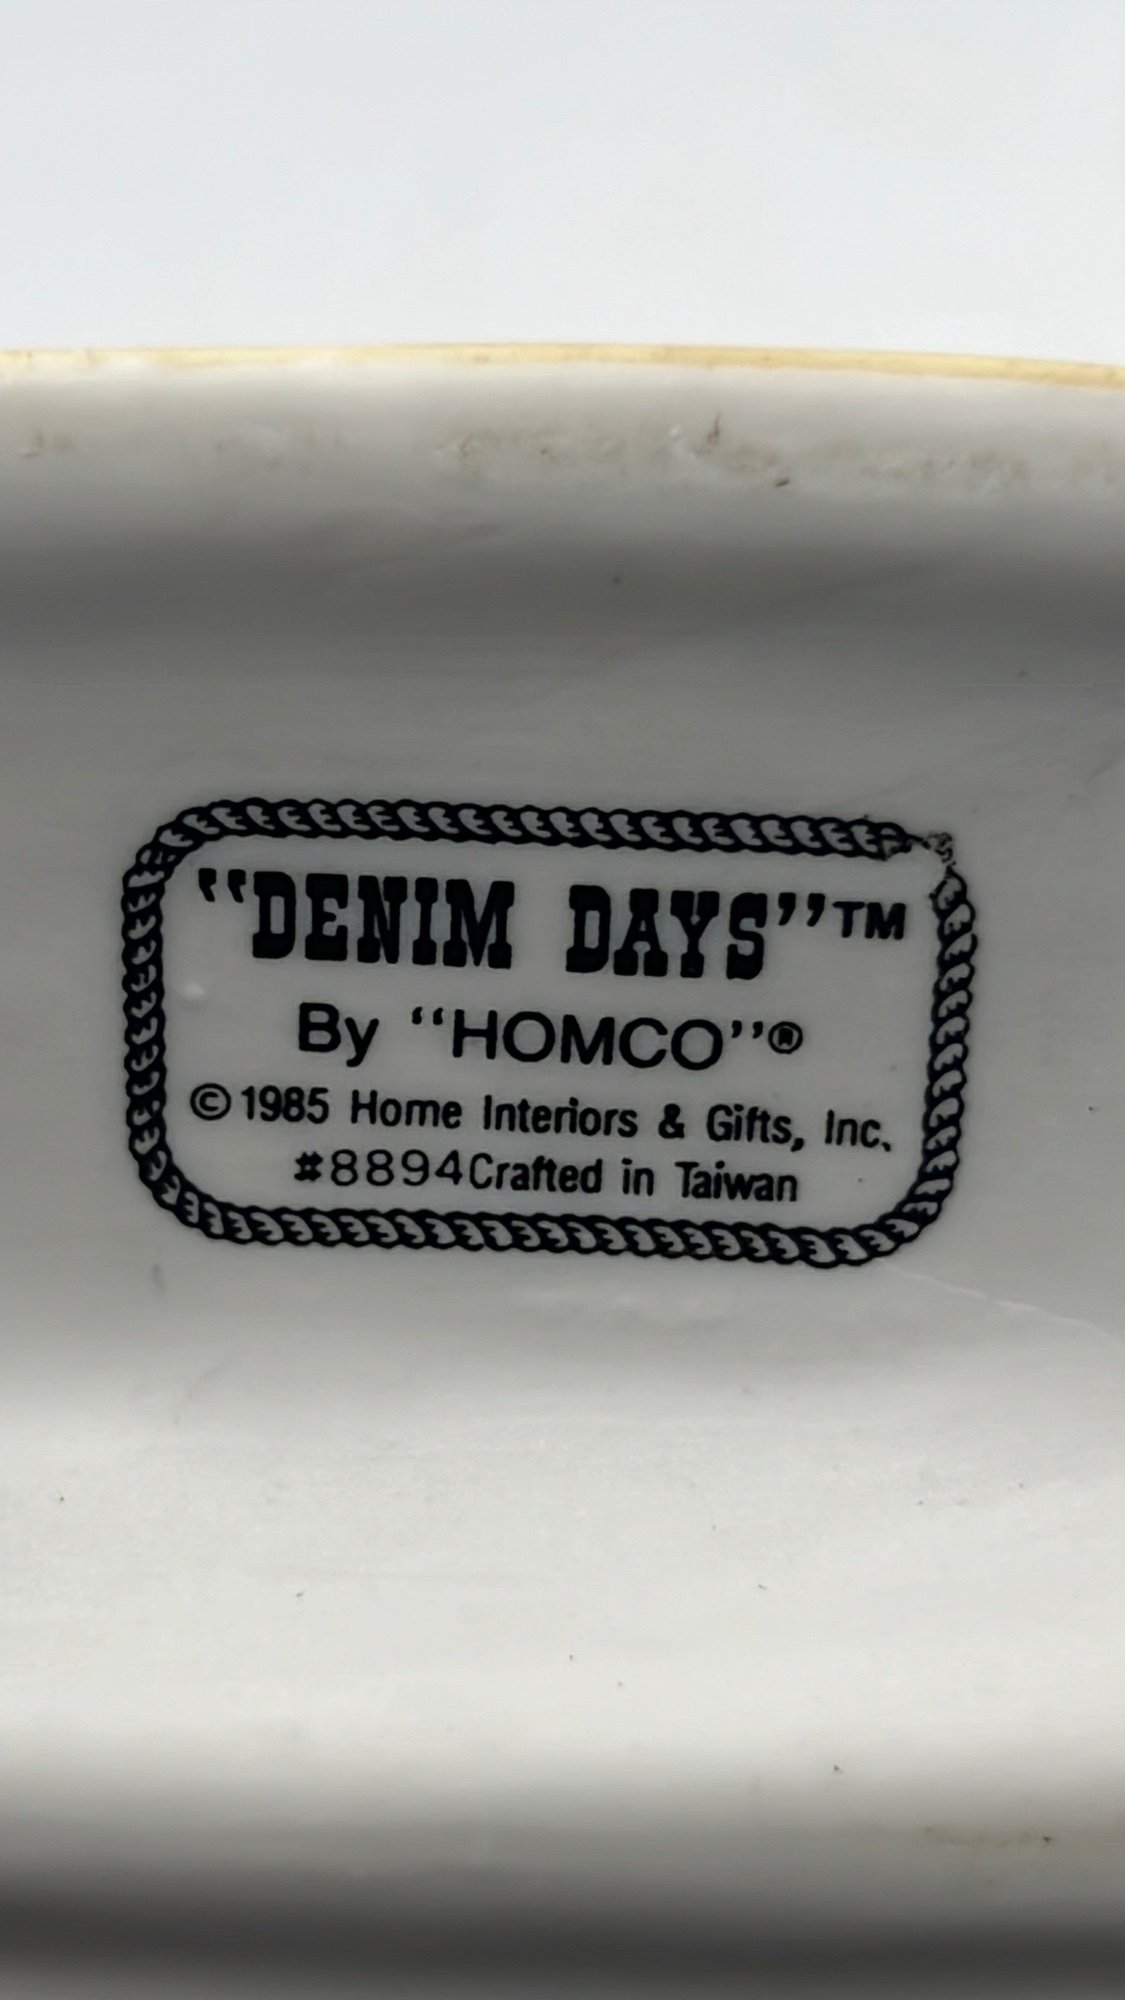 "DENIM DAYS"™
By "HOMCO"®
©1985 Home Interiors & Gifts, Inc.
#8894Crafted in Taiwan